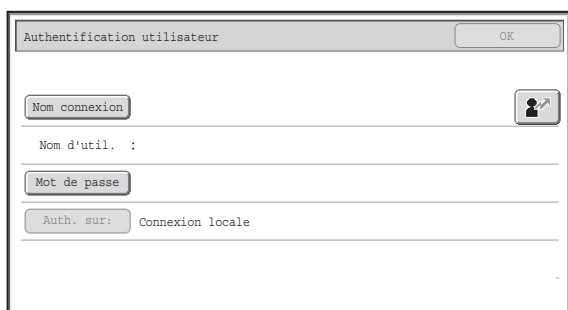 Authentification utilisateur OK
Nom connexion
Nom d'util. :
Mot de passe
Auth. sur: Connexion locale